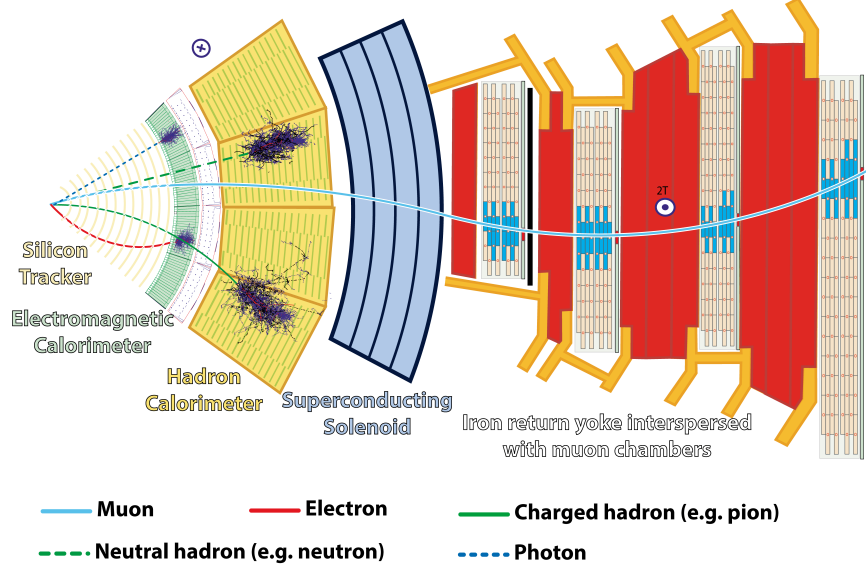 2T
Silicon
Tracker
Electromagnetic
Calorimeter
Hadron
Calorimeter
Superconducting
Solenoid
Iron return yoke interspersed
with muon chambers
Muon
Electron
Charged hadron (e.g. pion)
Neutral hadron (e.g. neutron)
Photon